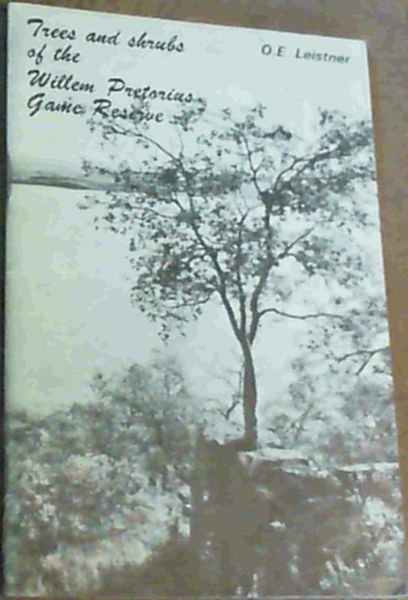 Trees and shrubs
of the
Willem Pretorius
Game Reserve
O.E. Leistner